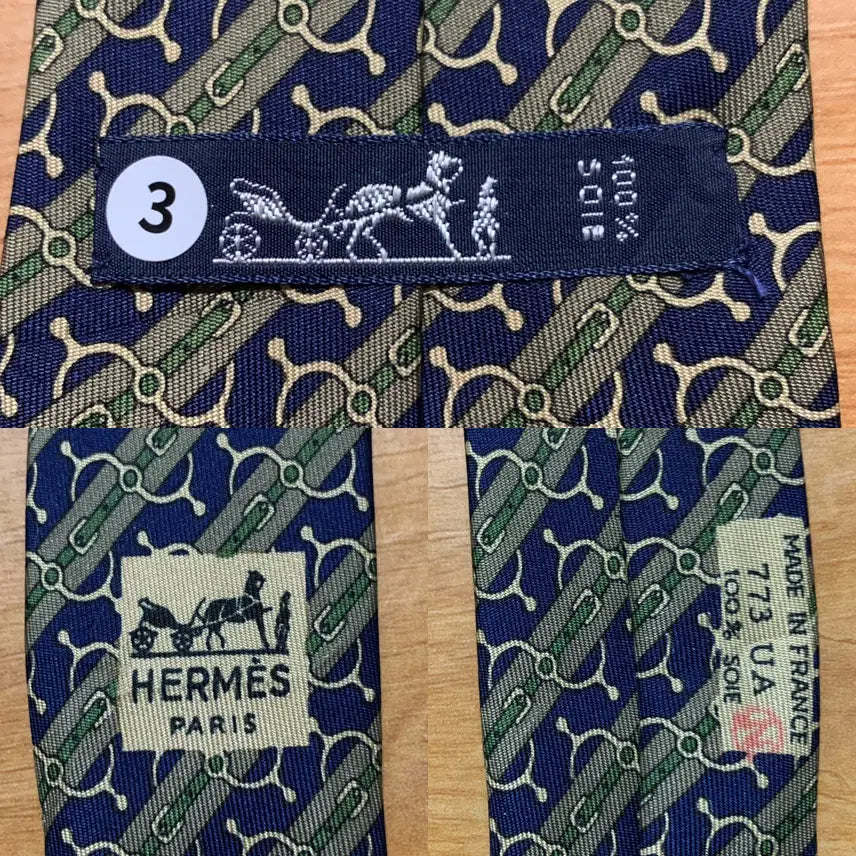 3
100%
SOIE
HERMÈS
PARIS
MADE IN FRANCE
773 UA
100% SOIE